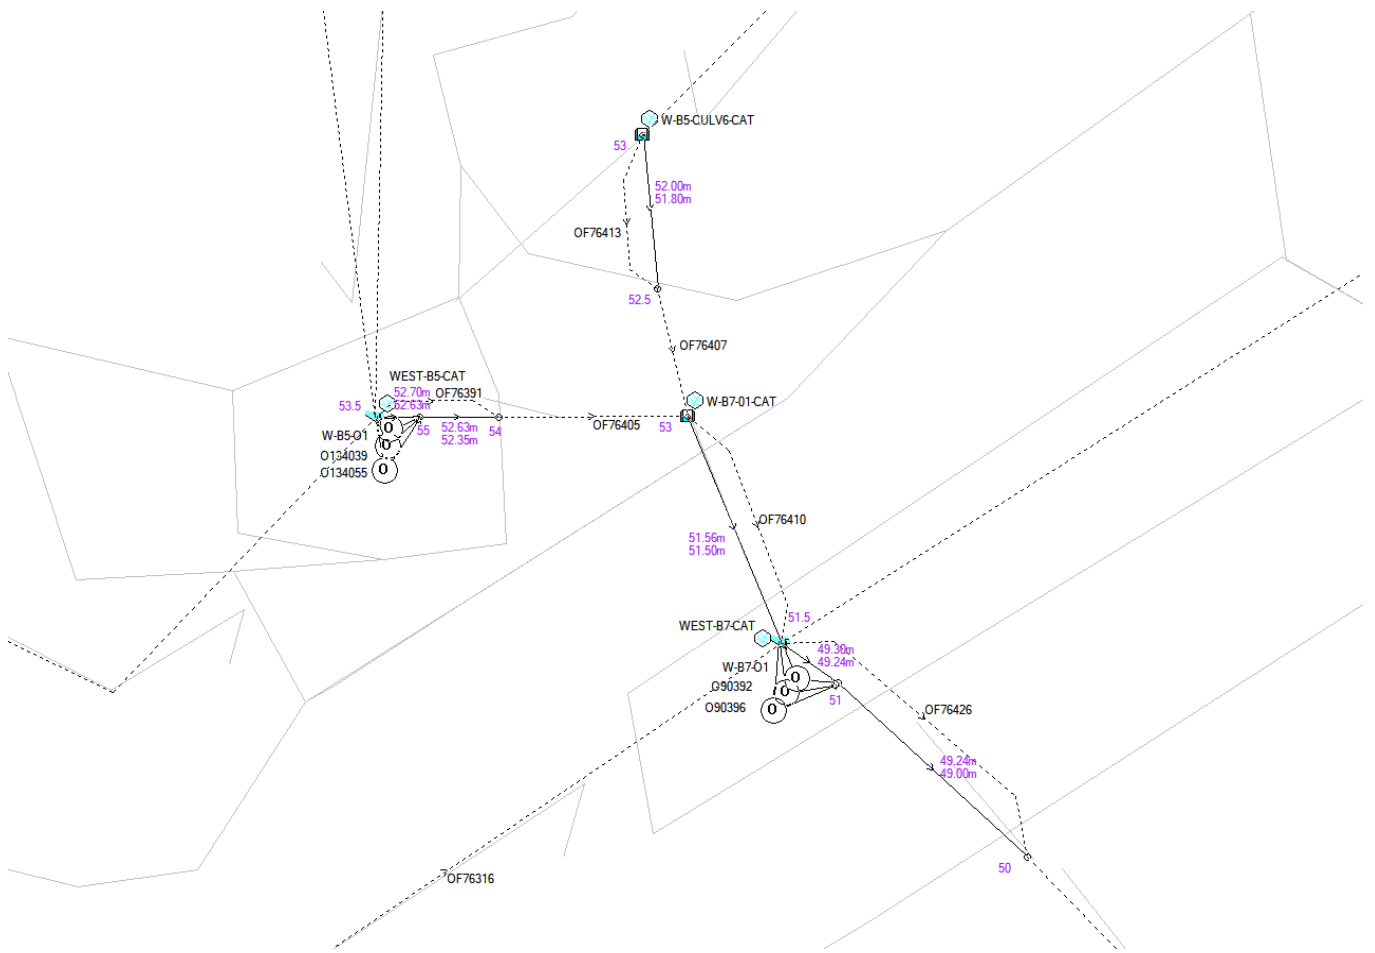 W-B5-CULV6-CAT
53
52.00m
51.80m
OF76413
52.5
OF76407
WEST-B5-CAT
52.70m
OF76391
53.5
52.63m
W-B7-01-CAT
OF76405
53
55
52.63m
54
52.35m
W-B5-O1
O
O134039
O
O134055
O
OF76410
51.56m
51.50m
51.5
WEST-B7-CAT
49.30m
49.24m
W-B7-O1
O
O90392
O
51
O90396
O
OF76426
49.24m
49.00m
50
OF76316